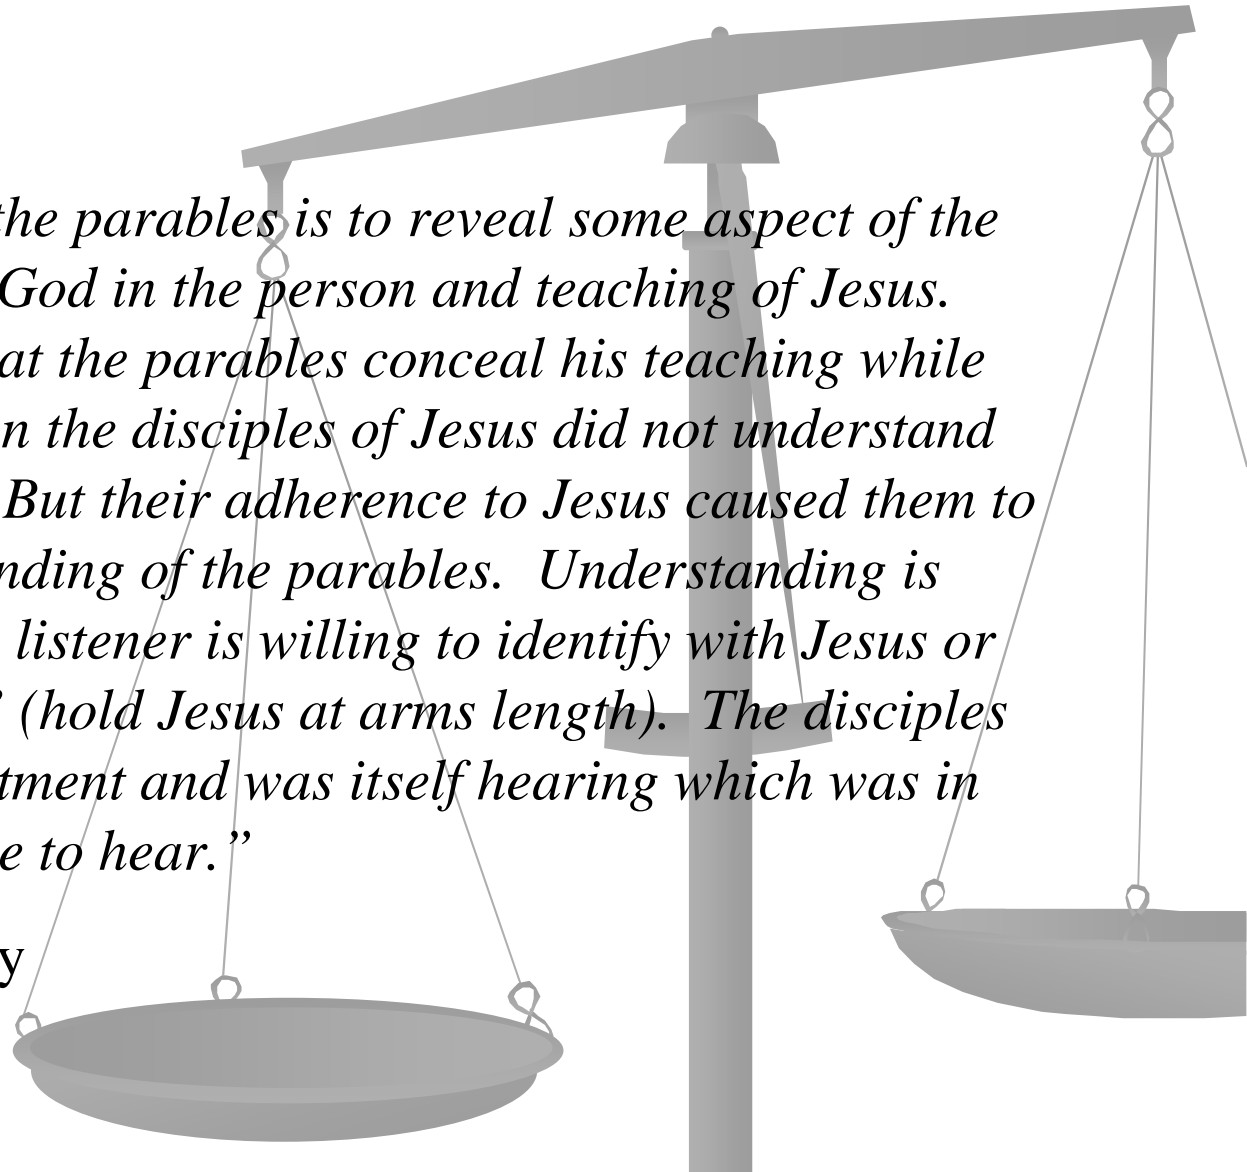 the parables is to reveal some aspect of the
God in the person and teaching of Jesus.
at the parables conceal his teaching while
n the disciples of Jesus did not understand
But their adherence to Jesus caused them to
nding of the parables.  Understanding is
listener is willing to identify with Jesus or
(hold Jesus at arms length).  The disciples
tment and was itself hearing which was in
e to hear.”
y